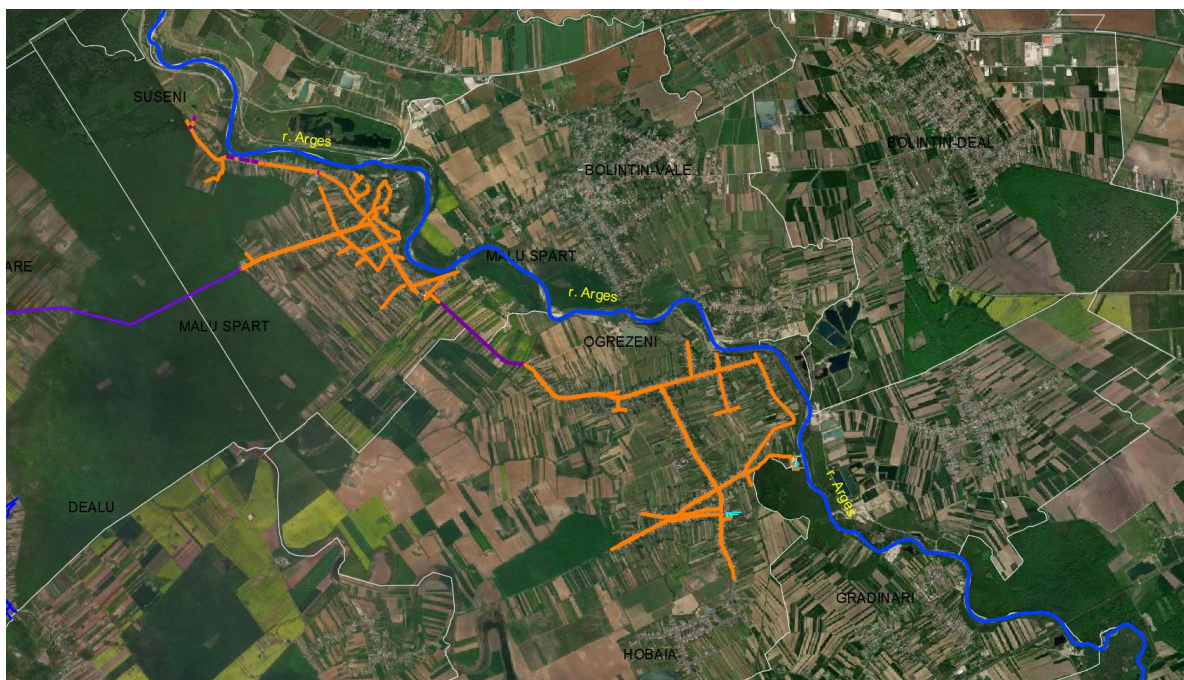 SUSENI
r. Arges
BOLINTIN-VALE
BOLINTIN-DEAL
MALU SPART
ARE
r. Arges
MALU SPART
OGREZENI
r. Arges
DEALU
GRADINARI
HOBAIA